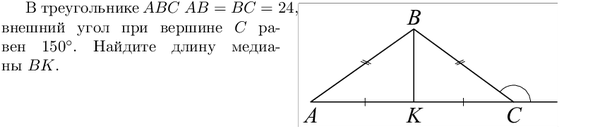 В треугольнике ABC AB = BC = 24,
внешний угол при вершине C ра-
вен 150°. Найдите длину медиа-
ны BK.
B
A
K
C